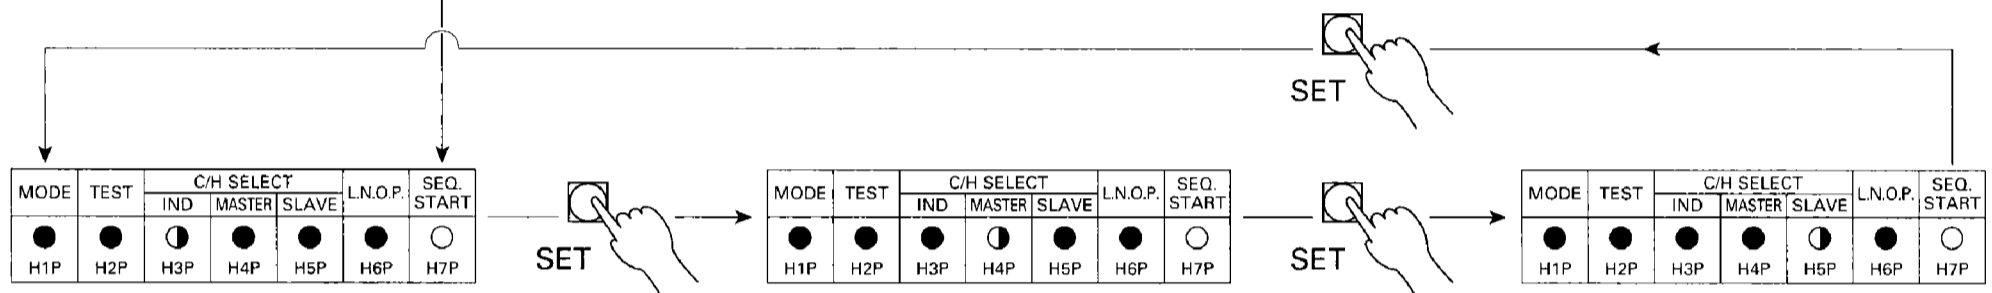 SET
MODE TEST C/H SELECT L.N.O.P. SEQ. START
IND MASTER SLAVE
H1P H2P H3P H4P H5P H6P H7P
SET
MODE TEST C/H SELECT L.N.O.P. SEQ. START
IND MASTER SLAVE
H1P H2P H3P H4P H5P H6P H7P
SET
MODE TEST C/H SELECT L.N.O.P. SEQ. START
IND MASTER SLAVE
H1P H2P H3P H4P H5P H6P H7P